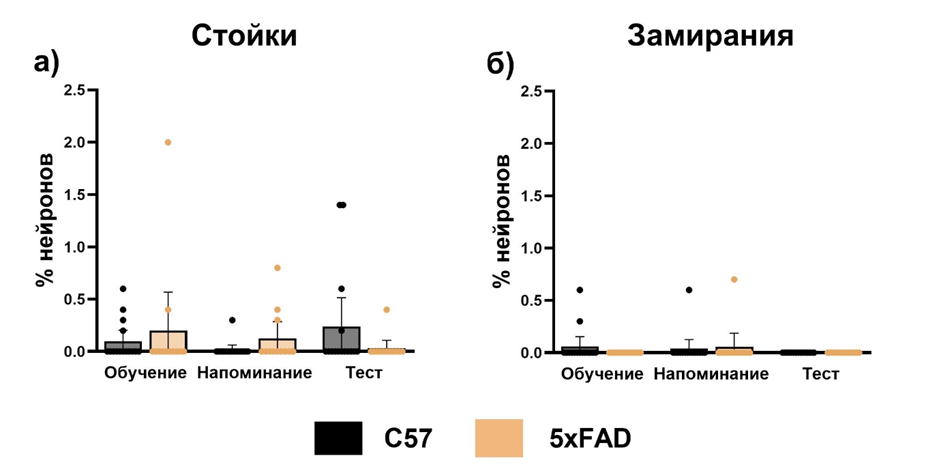 Стойки
Замирания
а)
б)
% нейронов
2.5
2.0
1.5
1.0
0.5
0.0
Обучение Напоминание Тест
% нейронов
2.5
2.0
1.5
1.0
0.5
0.0
Обучение Напоминание Тест
C57
5xFAD